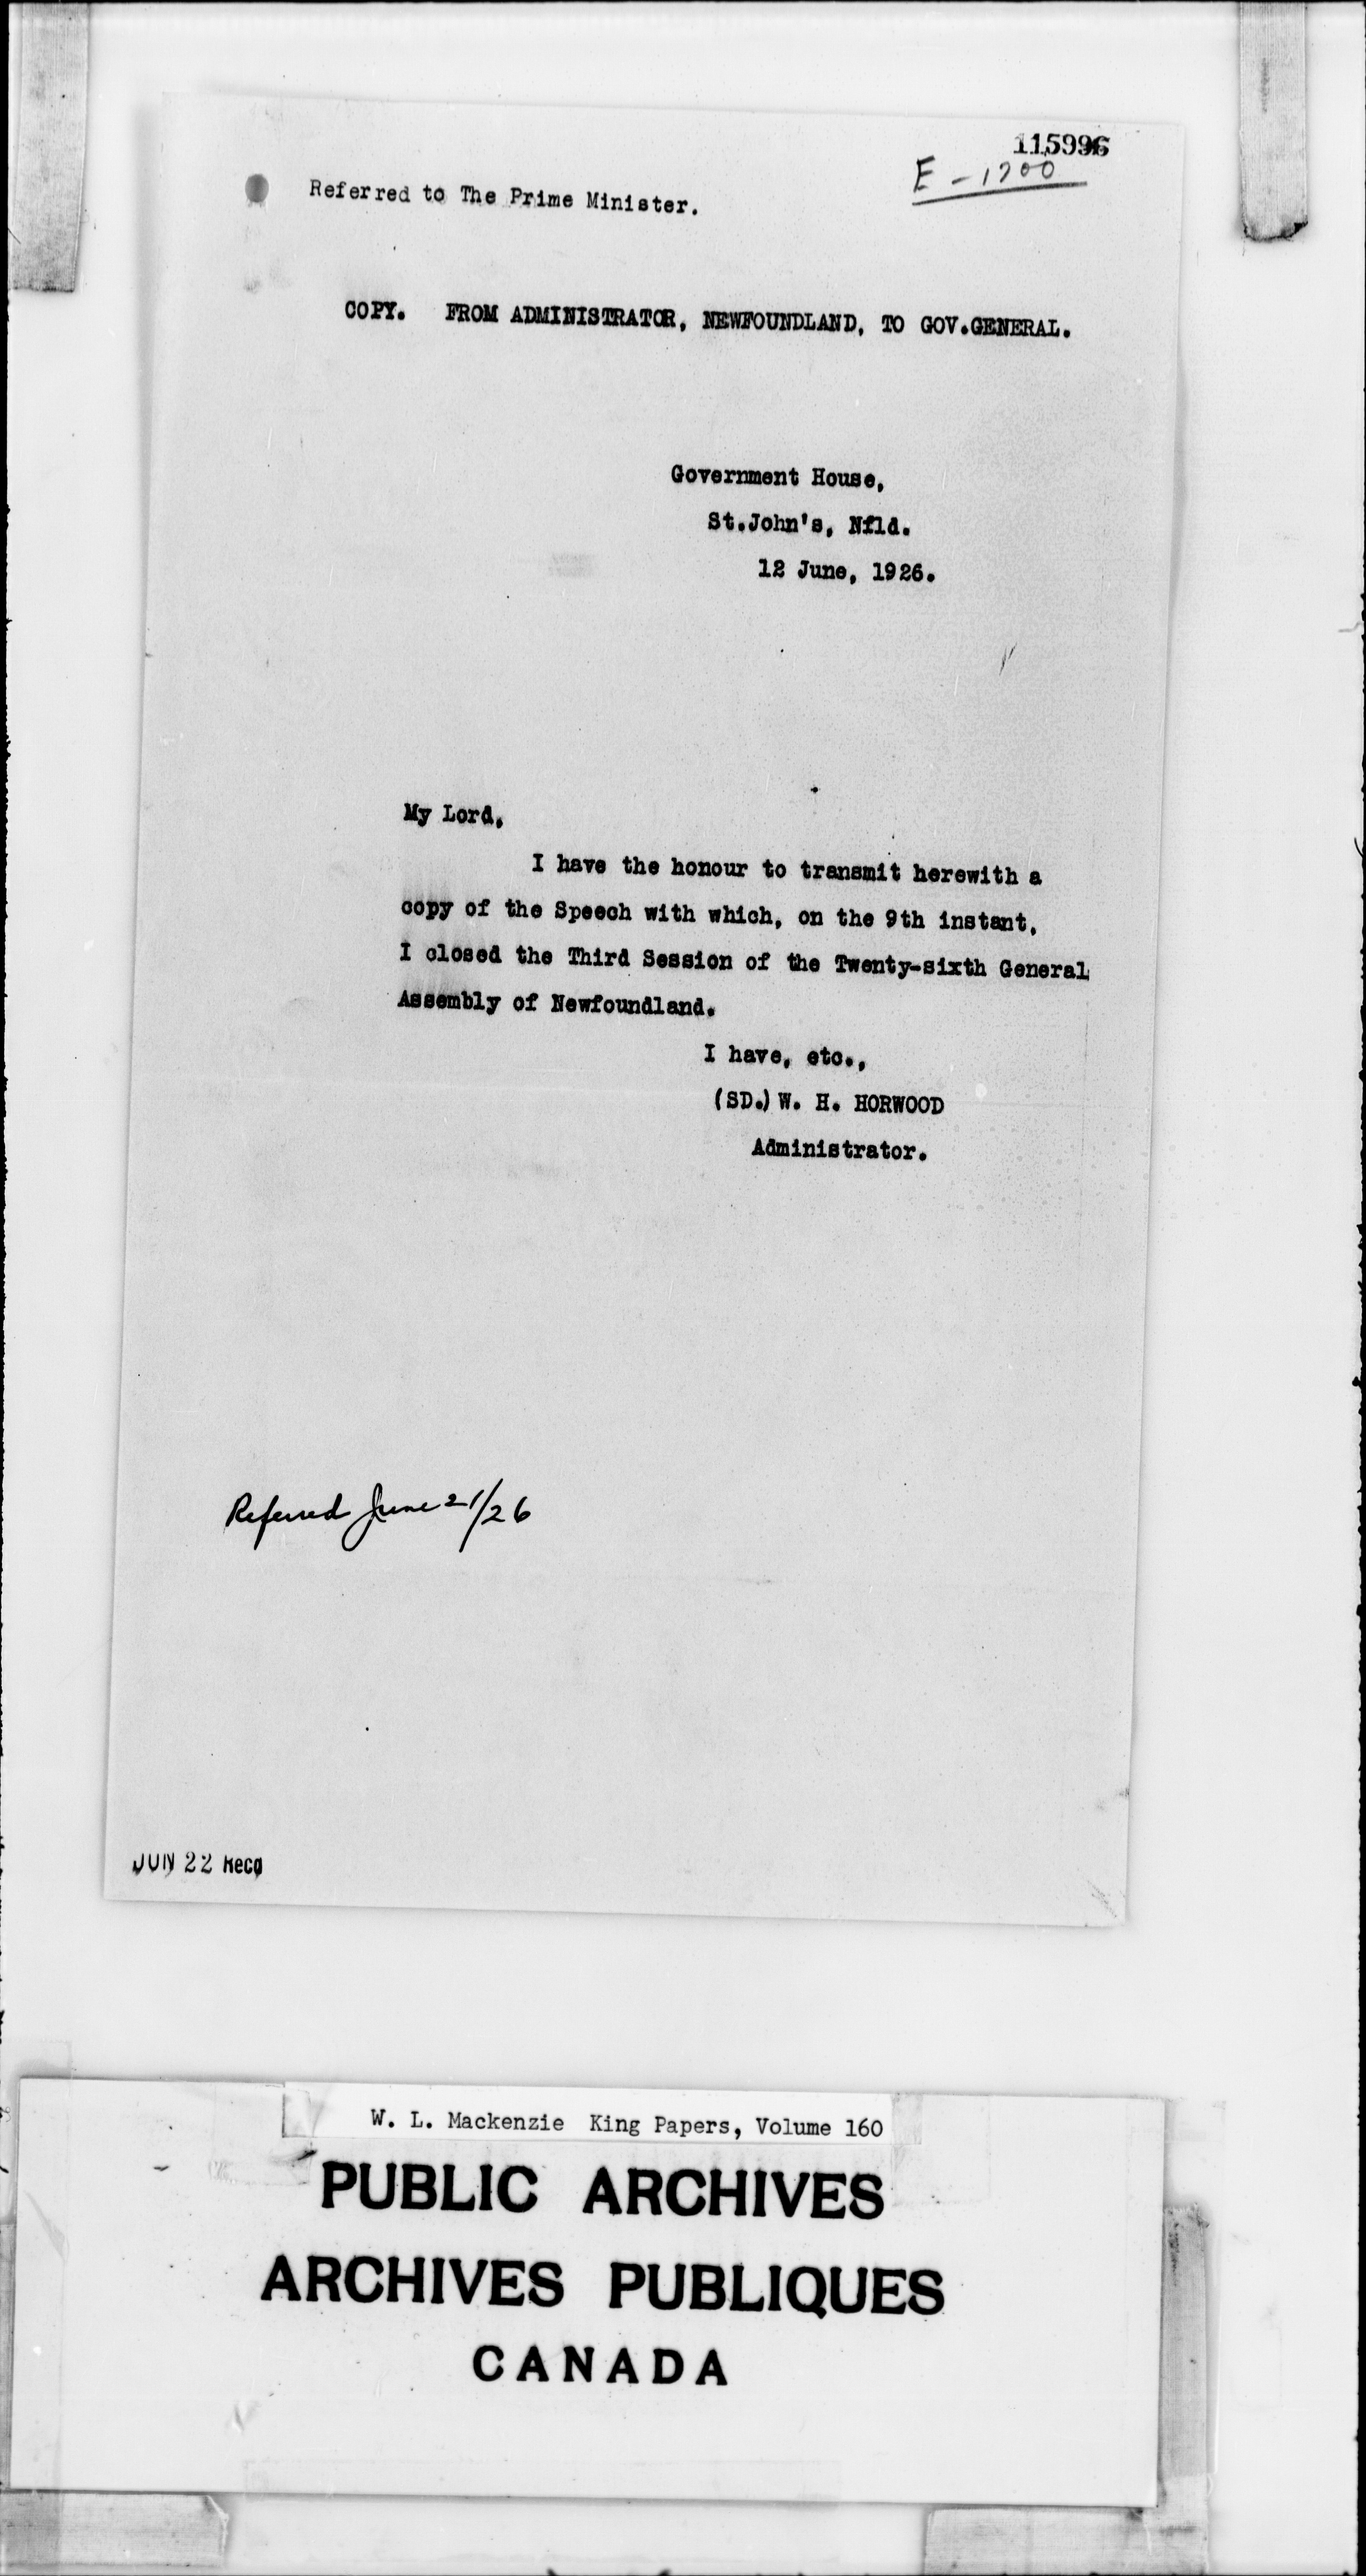 115996
E - 1700
Referred to The Prime Minister.
COPY. FROM ADMINISTRATOR, NEWFOUNDLAND, TO GOV.GENERAL.
Government House,
St.John's, Nfld.
12 June, 1926.
My Lord,
I have the honour to transmit herewith a
copy of the Speech with which, on the 9th instant,
I closed the Third Session of the Twenty-sixth General
Assembly of Newfoundland.
I have, etc.,
(SD.) W. H. HORWOOD
Administrator.
Referred June 21/26
JUN 22 Recd
W. L. Mackenzie King Papers, Volume 160
PUBLIC ARCHIVES
ARCHIVES PUBLIQUES
CANADA